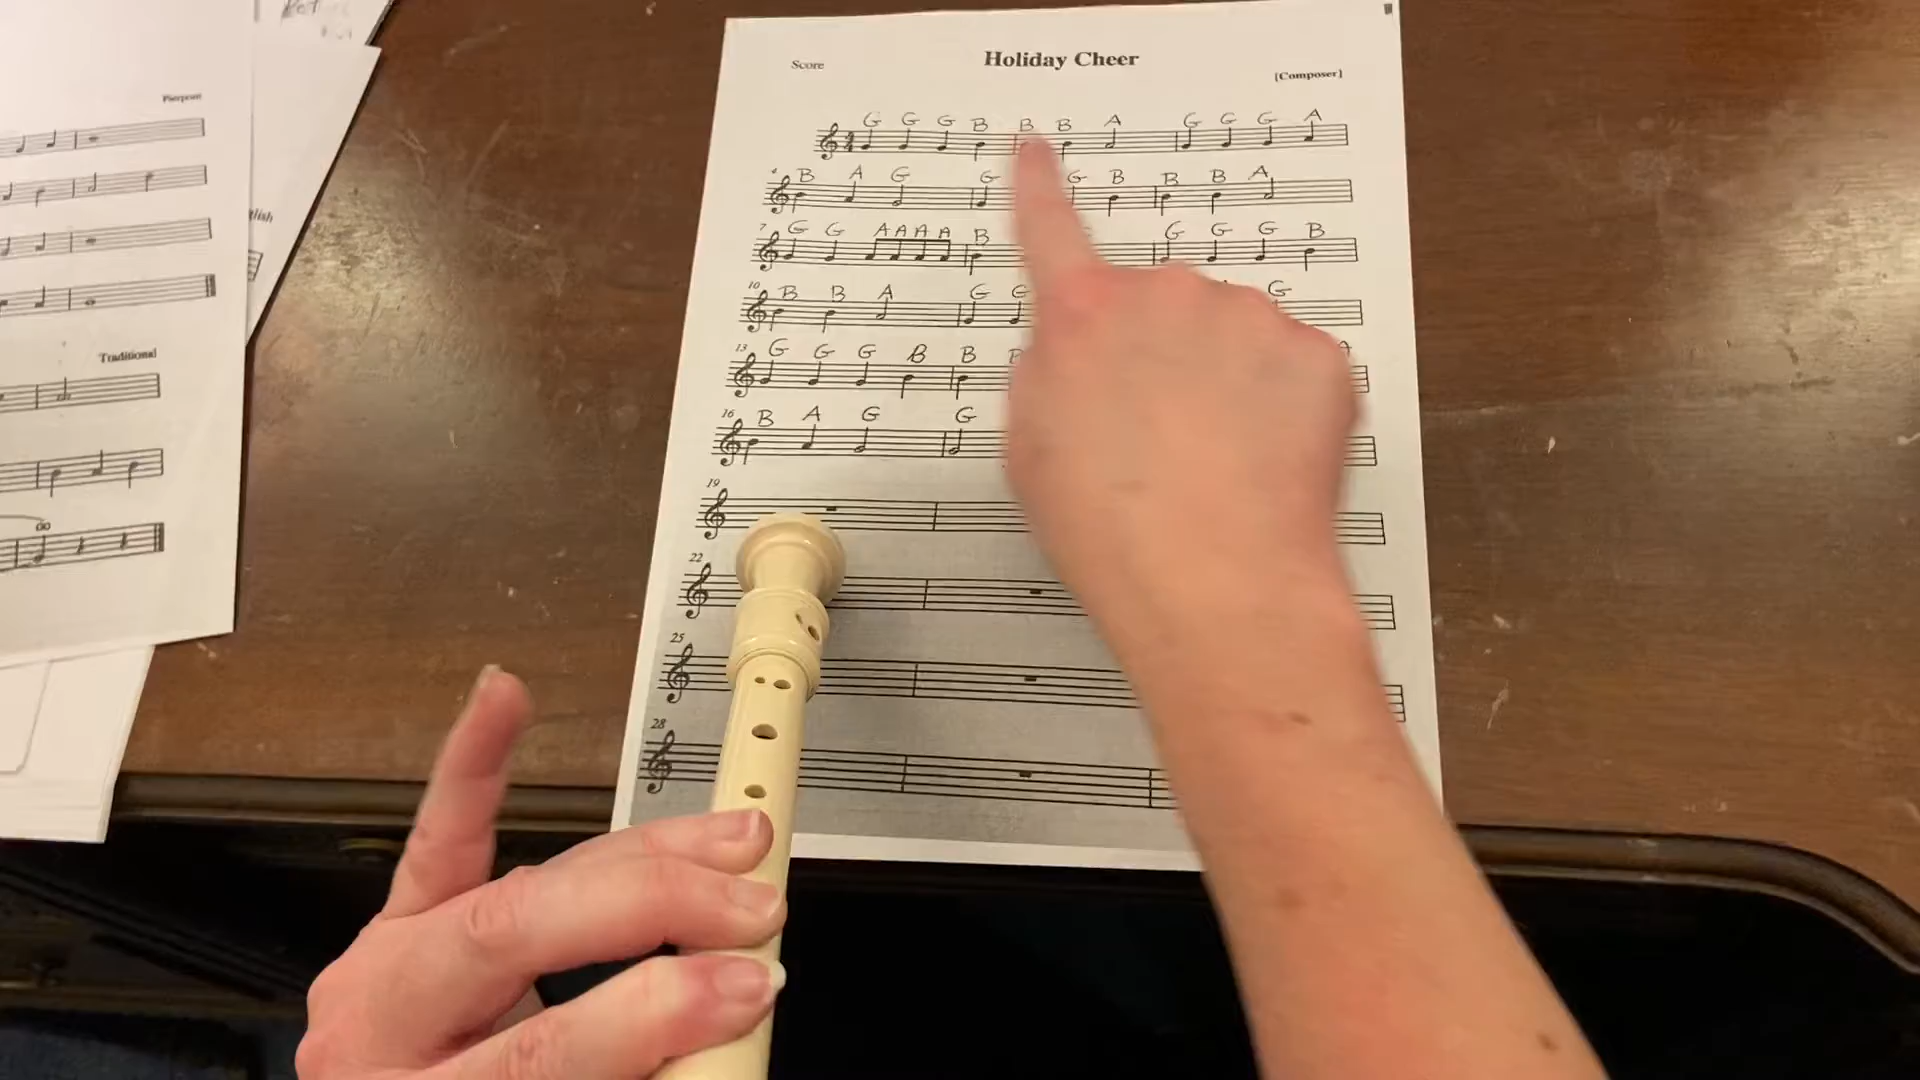 Holiday Cheer
Score
[Composer]
G G G B B B A G G G A
4 B A G G G B B B A
7 G G A A A A B G G G B
10 B B A G G G
13 G G G B B A
16 B A G G
19
22
25
28
Pierpont
Traditional